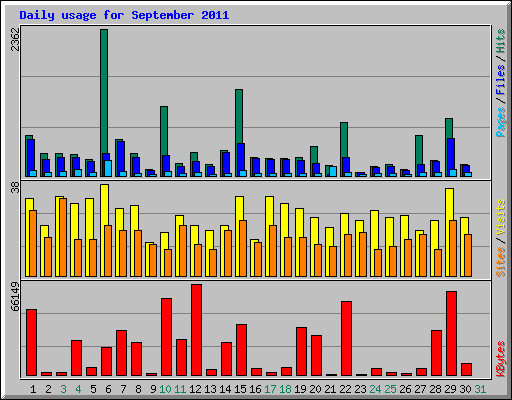 Daily usage for September 2011
2362
Pages / Files / Hits
38
Sites / Visits
66149
KBytes
1 2 3 4 5 6 7 8 9 10 11 12 13 14 15 16 17 18 19 20 21 22 23 24 25 26 27 28 29 30 31